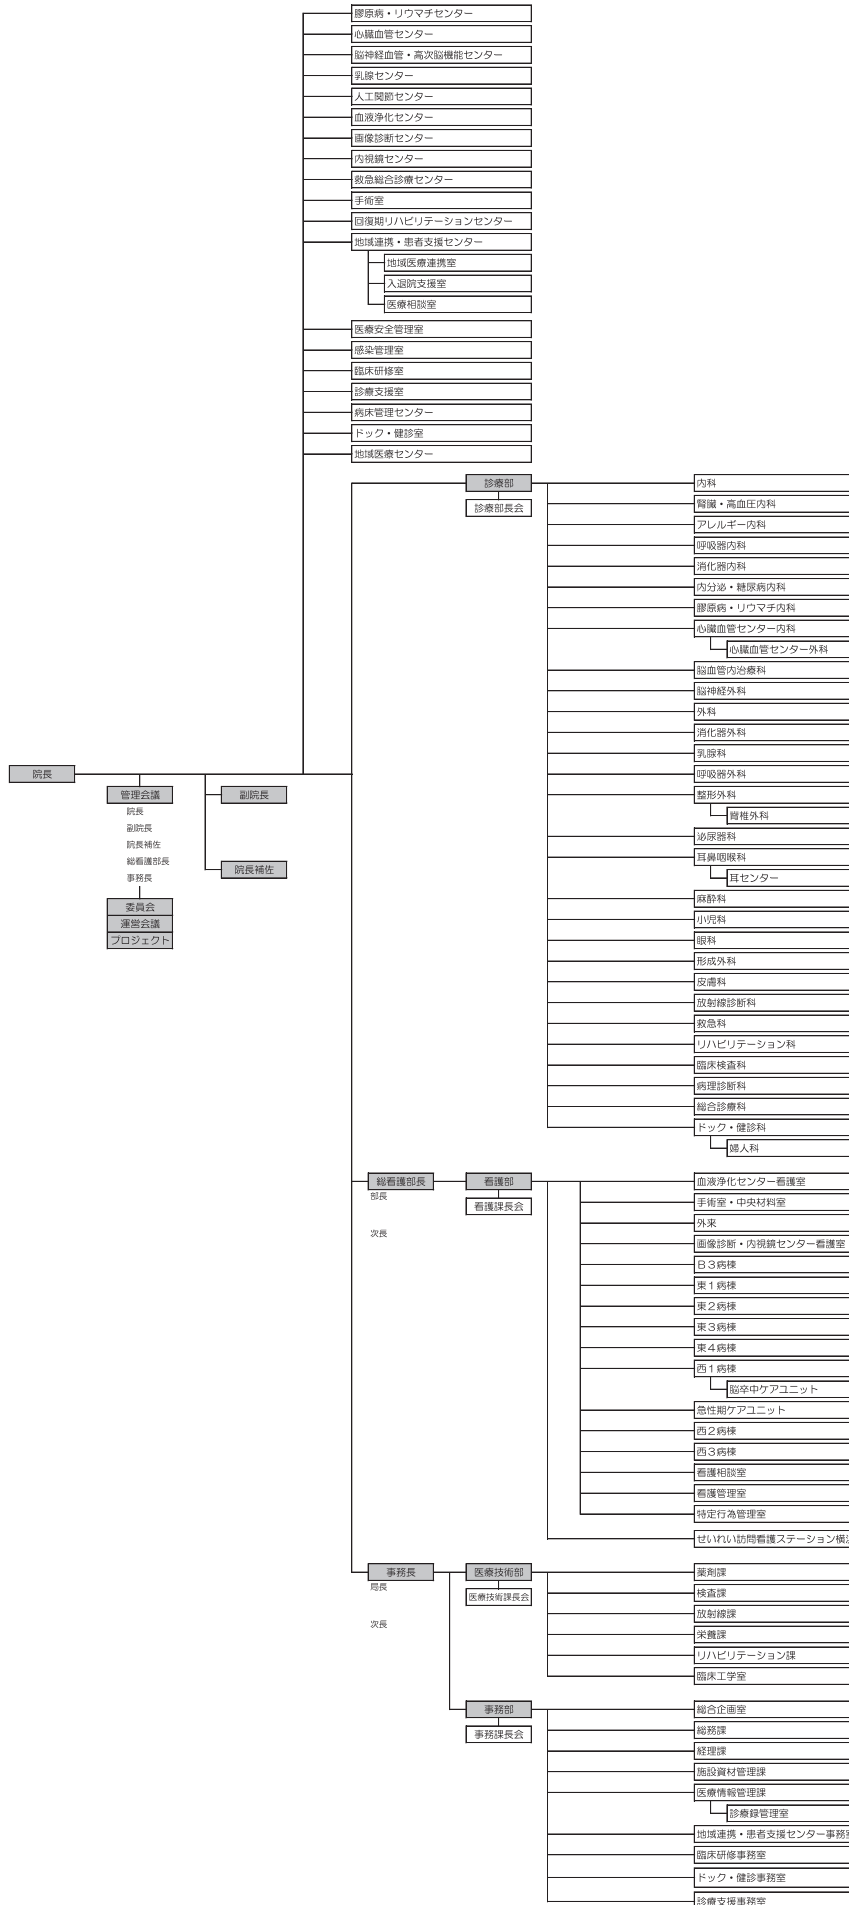 膠原病・リウマチセンター
心臓血管センター
脳神経血管・高次脳機能センター
乳腺センター
人工関節センター
血液浄化センター
画像診断センター
内視鏡センター
救急総合診療センター
手術室
回復期リハビリテーションセンター
地域連携・患者支援センター
地域医療連携室
入退院支援室
医療相談室
医療安全管理室
感染管理室
臨床研修室
診療支援室
病床管理センター
ドック・健診室
地域医療センター
院長
管理会議
院長
副院長
院長補佐
総看護部長
事務長
委員会
運営会議
プロジェクト
副院長
院長補佐
診療部
診療部長会
内科
腎臓・高血圧内科
アレルギー内科
呼吸器内科
消化器内科
内分泌・糖尿病内科
膠原病・リウマチ内科
心臓血管センター内科
心臓血管センター外科
脳血管内治療科
脳神経外科
外科
消化器外科
乳腺科
呼吸器外科
整形外科
脊椎外科
泌尿器科
耳鼻咽喉科
耳センター
麻酔科
小児科
眼科
形成外科
皮膚科
放射線診断科
救急科
リハビリテーション科
臨床検査科
病理診断科
総合診療科
ドック・健診科
婦人科
総看護部長
部長
次長
看護部
看護課長会
血液浄化センター看護室
手術室・中央材料室
外来
画像診断・内視鏡センター看護室
B3病棟
東1病棟
東2病棟
東3病棟
東4病棟
西1病棟
脳卒中ケアユニット
急性期ケアユニット
西2病棟
西3病棟
看護相談室
看護管理室
特定行為管理室
せいれい訪問看護ステーション横浜
事務長
局長
次長
医療技術部
医療技術課長会
薬剤課
検査課
放射線課
栄養課
リハビリテーション課
臨床工学室
事務部
事務課長会
総合企画室
総務課
経理課
施設資材管理課
医療情報管理課
診療録管理室
地域連携・患者支援センター事務室
臨床研修事務室
ドック・健診事務室
診療支援事務室